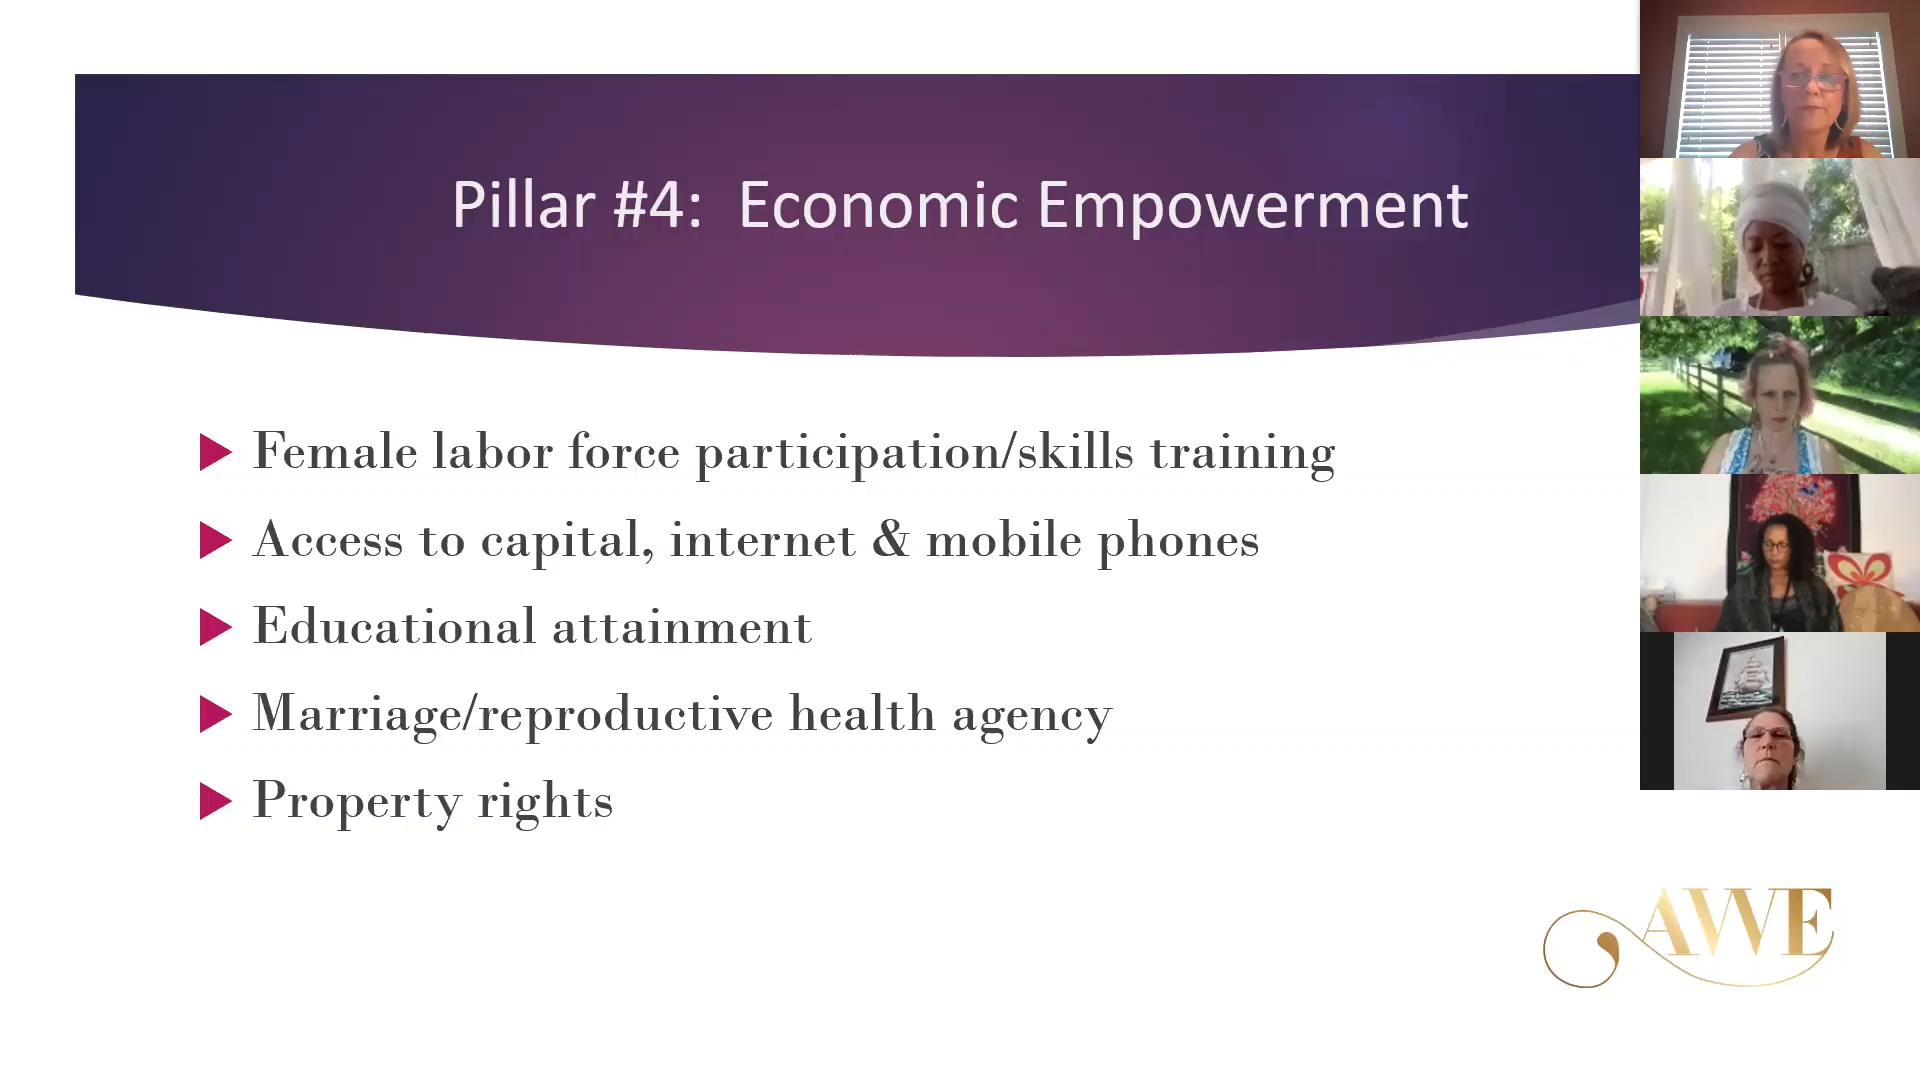 Pillar #4: Economic Empowerment
Female labor force participation/skills training
Access to capital, internet & mobile phones
Educational attainment
Marriage/reproductive health agency
Property rights
AWE